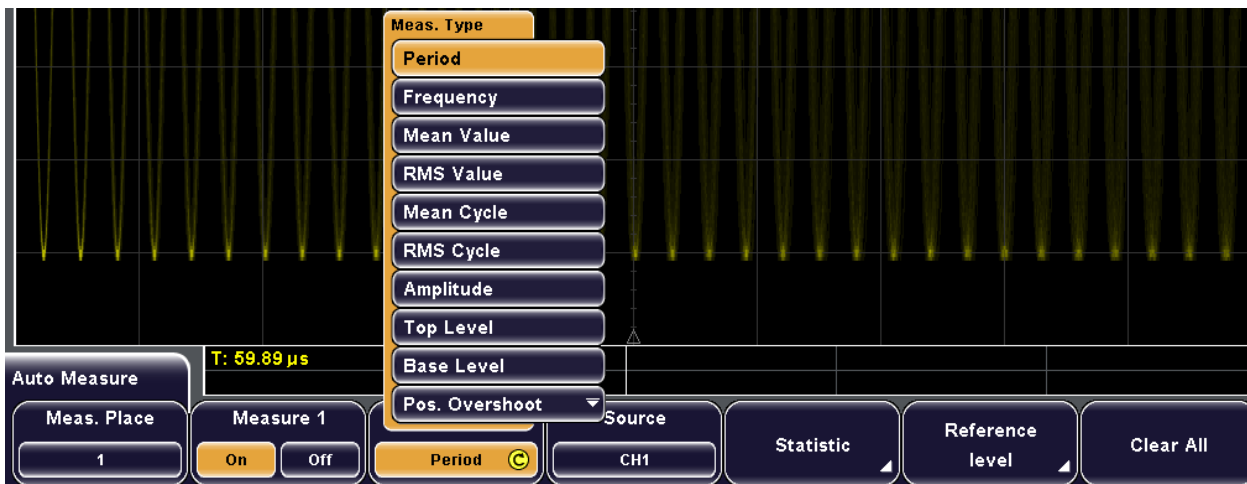 Meas. Type
Period
Frequency
Mean Value
RMS Value
Mean Cycle
RMS Cycle
Amplitude
Top Level
Base Level
Pos. Overshoot
T: 59.89 µs
Auto Measure
Meas. Place
1
Measure 1
On
Off
Period
Source
CH1
Statistic
Reference
level
Clear All